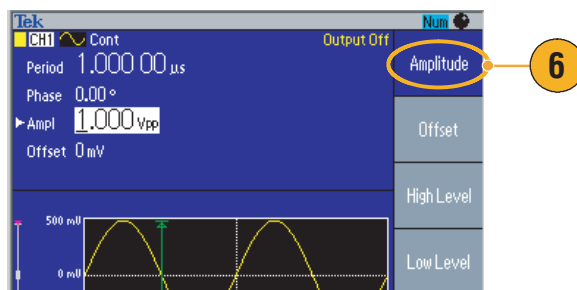 Tek
Num
CH1 Cont Output Off
Period 1.000 00 µs
Phase 0.00 °
Ampl 1.000 Vpp
Offset 0 mV
500 mV
0 mV
Amplitude
Offset
High Level
Low Level
6